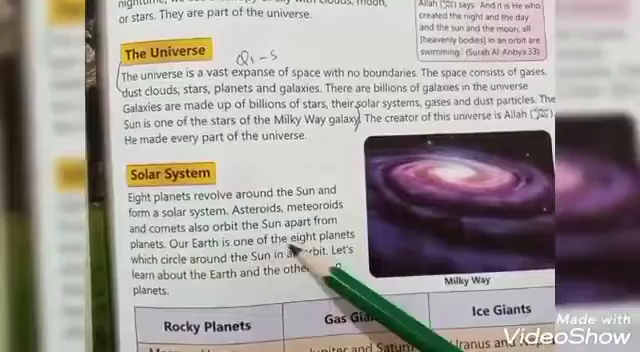 nighttime, we
moon,
or stars. They are part of the universe.
Allah says. And it is He who
created the night and the day
and the sun and the moon, all
[heavenly bodies] in an orbit are
swimming. (Surah Al-Anbya 33)
The Universe
The universe is a vast expanse of space with no boundaries. The space consists of gases,
dust clouds, stars, planets and galaxies. There are billions of galaxies in the universe
Galaxies are made up of billions of stars, their solar systems, gases and dust particles. The
Sun is one of the stars of the Milky Way galaxy. The creator of this universe is Allah
He made every part of the universe.
Solar System
Eight planets revolve around the Sun and
form a solar system. Asteroids, meteoroids
and comets also orbit the Sun apart from
planets. Our Earth is one of the eight planets
which circle around the Sun in an orbit. Let's
learn about the Earth and the
planets.
Milky Way
Rocky Planets
Gas
Ice Giants
Jupiter and Saturn
Uranus and
Made with
VideoShow